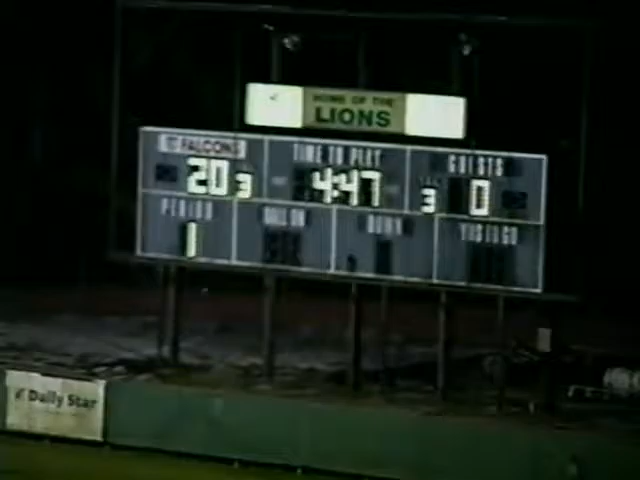 HOME OF THE
LIONS
FALCONS TIME TO PLAY GUESTS
20 3 4:47 3 0
PERIOD BALL ON DOWN YDS TO GO
1
Daily Star